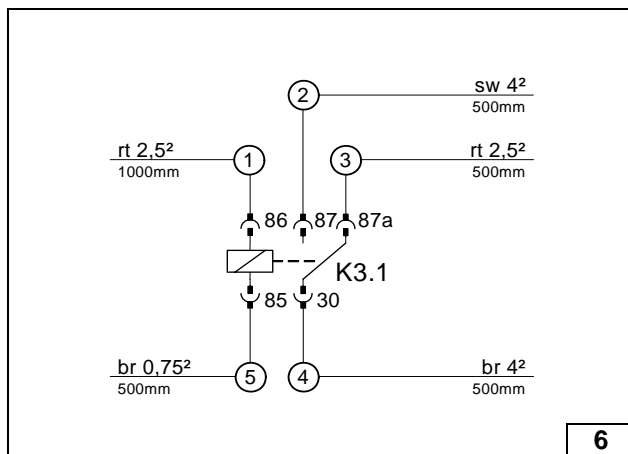 2
sw 4²
500mm
rt 2,5²
1000mm
1
3
rt 2,5²
500mm
86
87
87a
K3.1
85
30
br 0,75²
500mm
5
4
br 4²
500mm
6